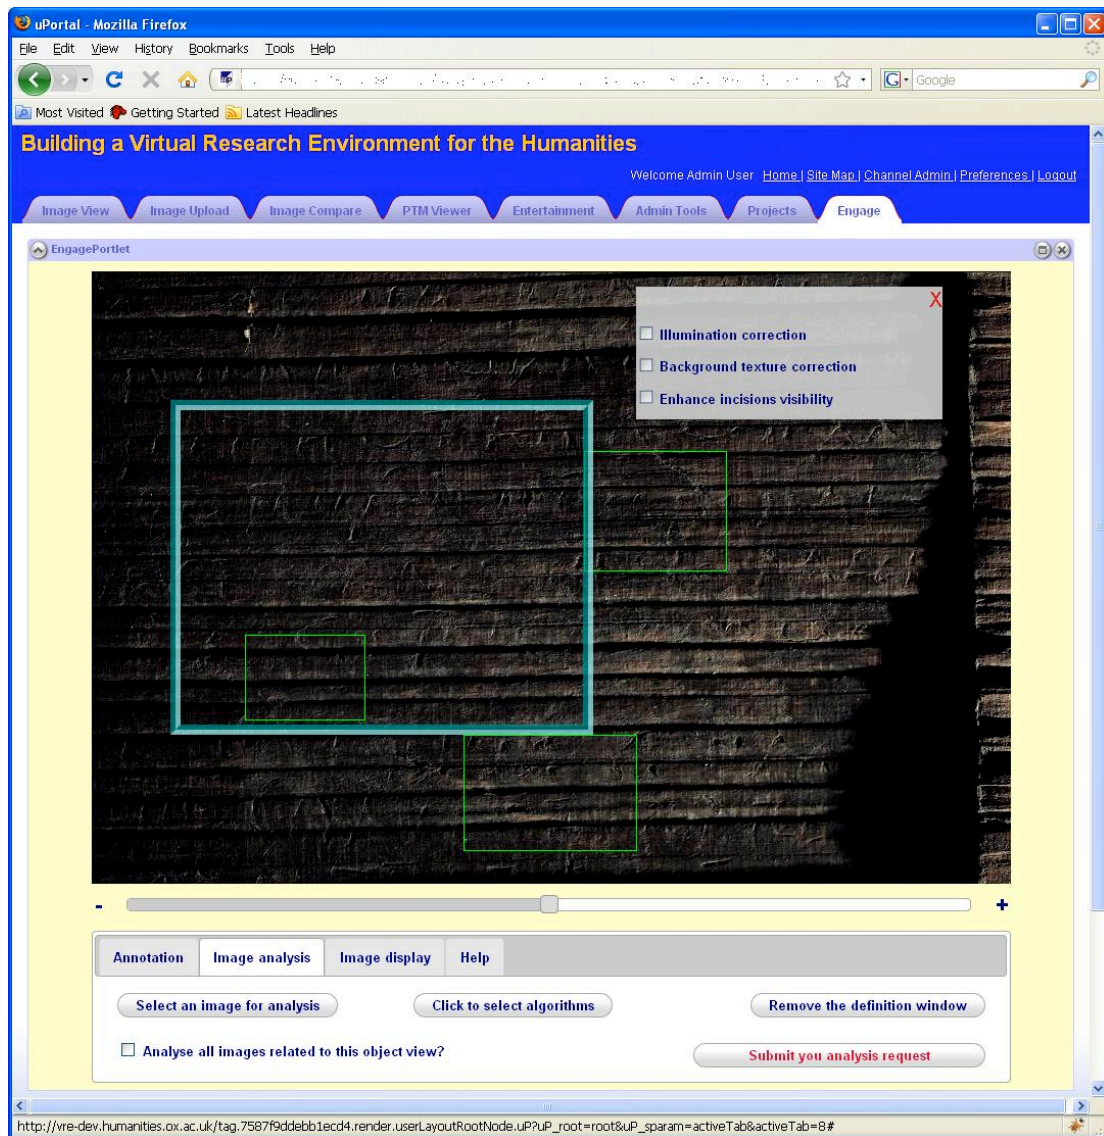 uPortal - Mozilla Firefox
File Edit View History Bookmarks Tools Help
Google
Most Visited Getting Started Latest Headlines
Building a Virtual Research Environment for the Humanities
Welcome Admin User Home | Site Map | Channel Admin | Preferences | Logout
Image View Image Upload Image Compare PTM Viewer Entertainment Admin Tools Projects Engage
EngagePortlet
X
Illumination correction
Background texture correction
Enhance incisions visibility
- +
Annotation Image analysis Image display Help
Select an image for analysis Click to select algorithms Remove the definition window
Analyse all images related to this object view?
Submit you analysis request
http://vre-dev.humanities.ox.ac.uk/tag.7587f9ddebb1ecd4.render.userLayoutRootNode.uP?uP_root=root&uP_sparam=activeTab&activeTab=8#